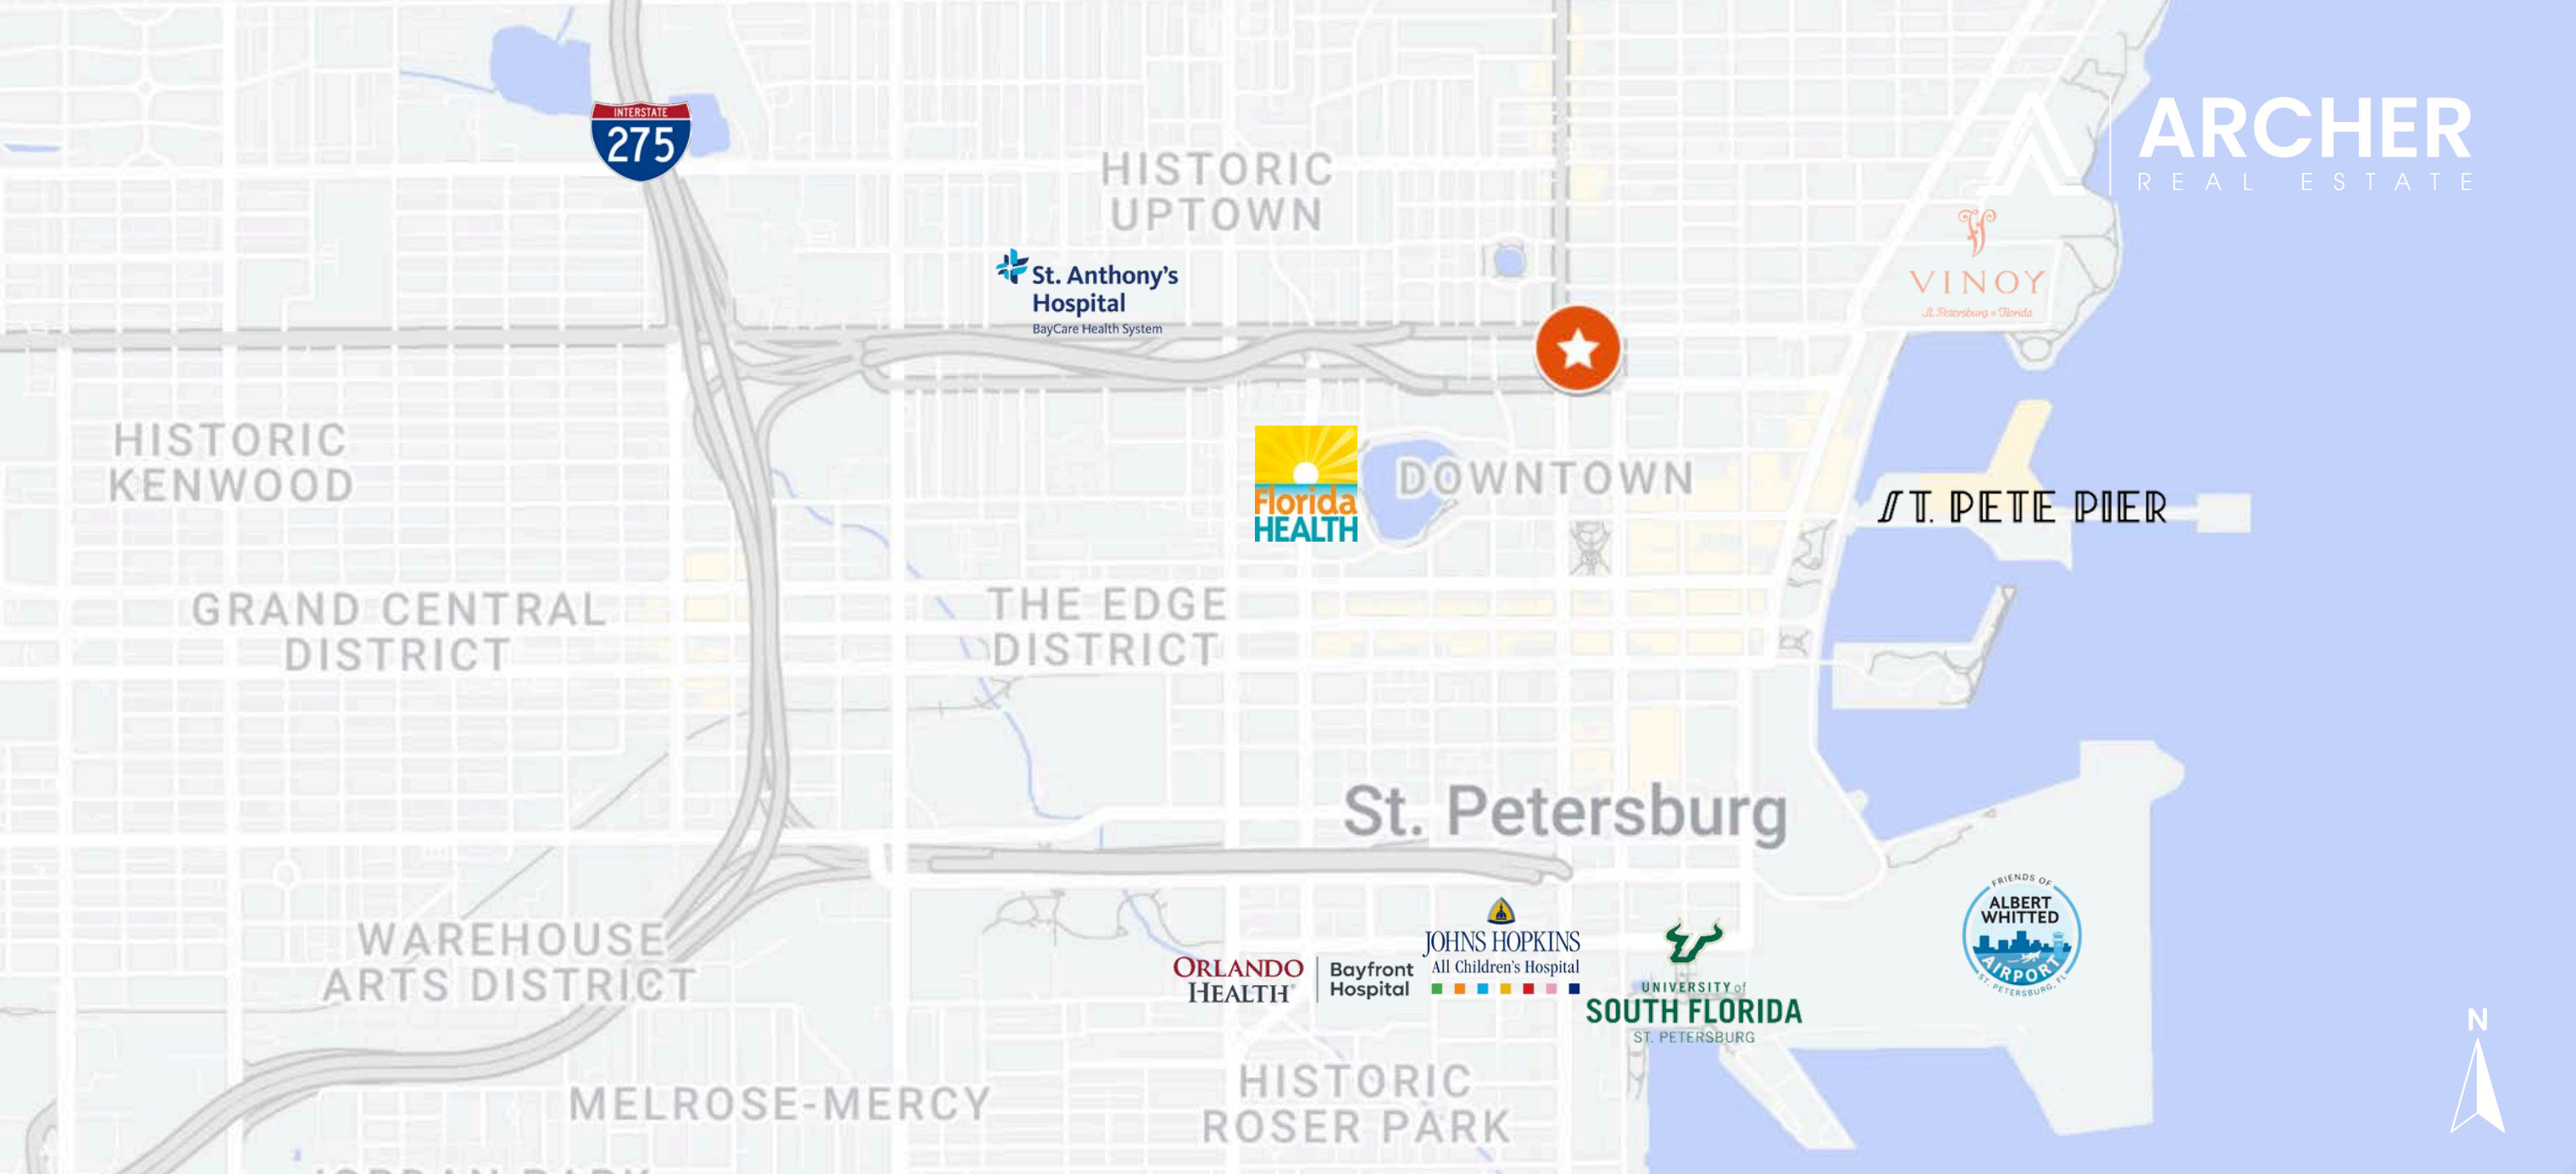 INTERSTATE
275
HISTORIC
UPTOWN
ARCHER
REAL ESTATE
St. Anthony's
Hospital
BayCare Health System
VINOY
St. Petersburg • Florida
HISTORIC
KENWOOD
Florida
HEALTH
DOWNTOWN
ST. PETE PIER
GRAND CENTRAL
DISTRICT
THE EDGE
DISTRICT
St. Petersburg
WAREHOUSE
ARTS DISTRICT
ORLANDO
HEALTH
Bayfront
Hospital
JOHNS HOPKINS
All Children's Hospital
UNIVERSITY of
SOUTH FLORIDA
ST. PETERSBURG
FRIENDS OF
ALBERT
WHITTED
AIRPORT
ST. PETERSBURG, FL
N
MELROSE-MERCY
HISTORIC
ROSER PARK